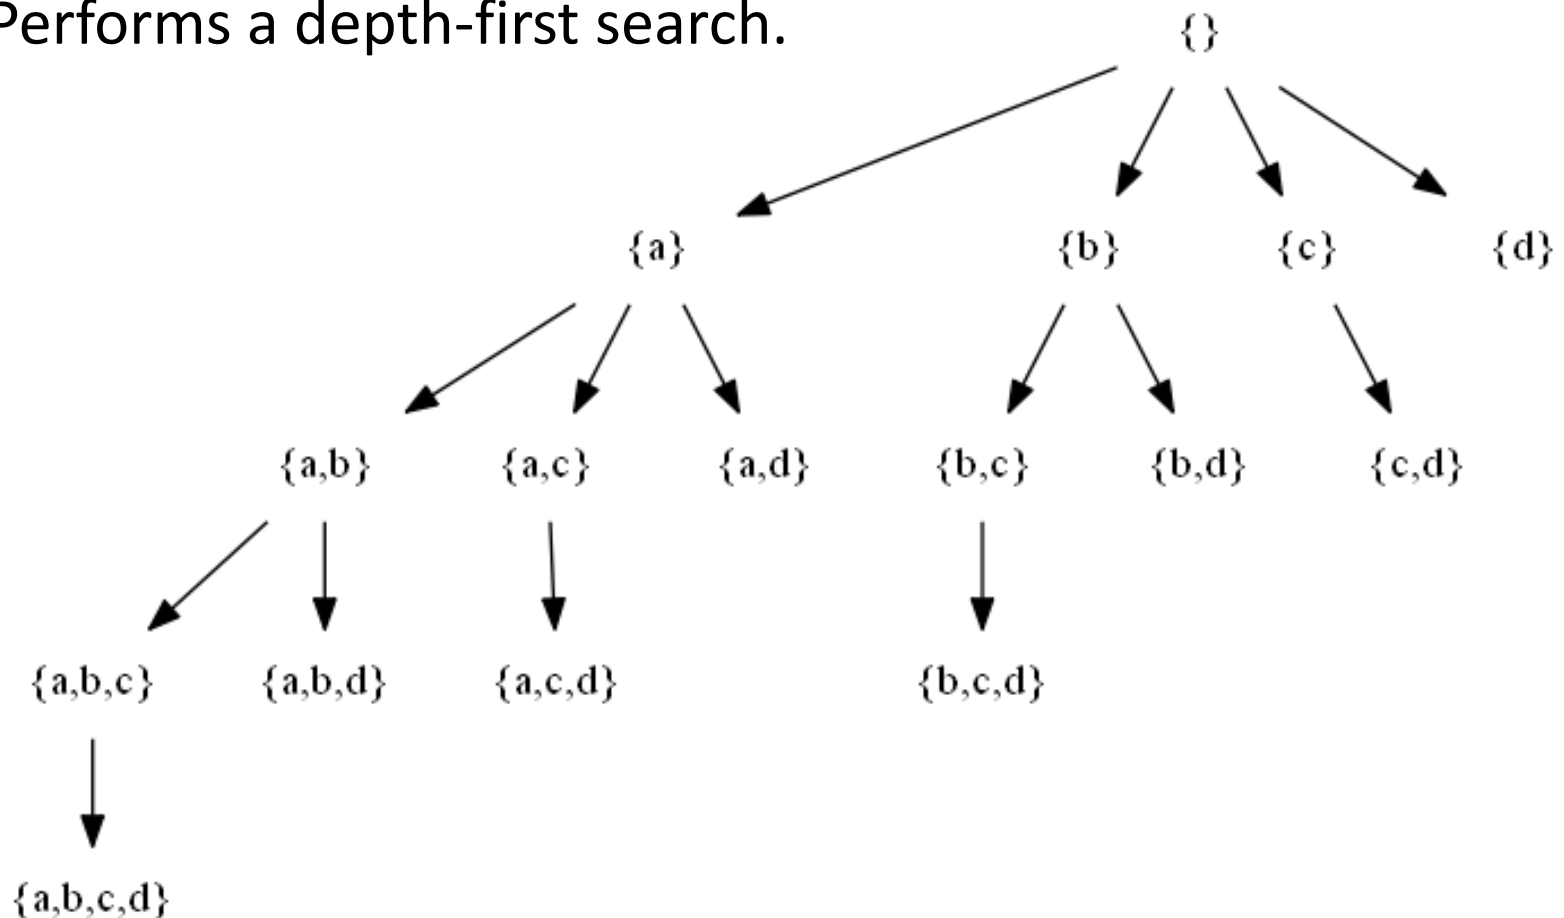 Performs a depth-first search.
{}
{a} {b} {c} {d}
{a,b} {a,c} {a,d} {b,c} {b,d} {c,d}
{a,b,c} {a,b,d} {a,c,d} {b,c,d}
{a,b,c,d}